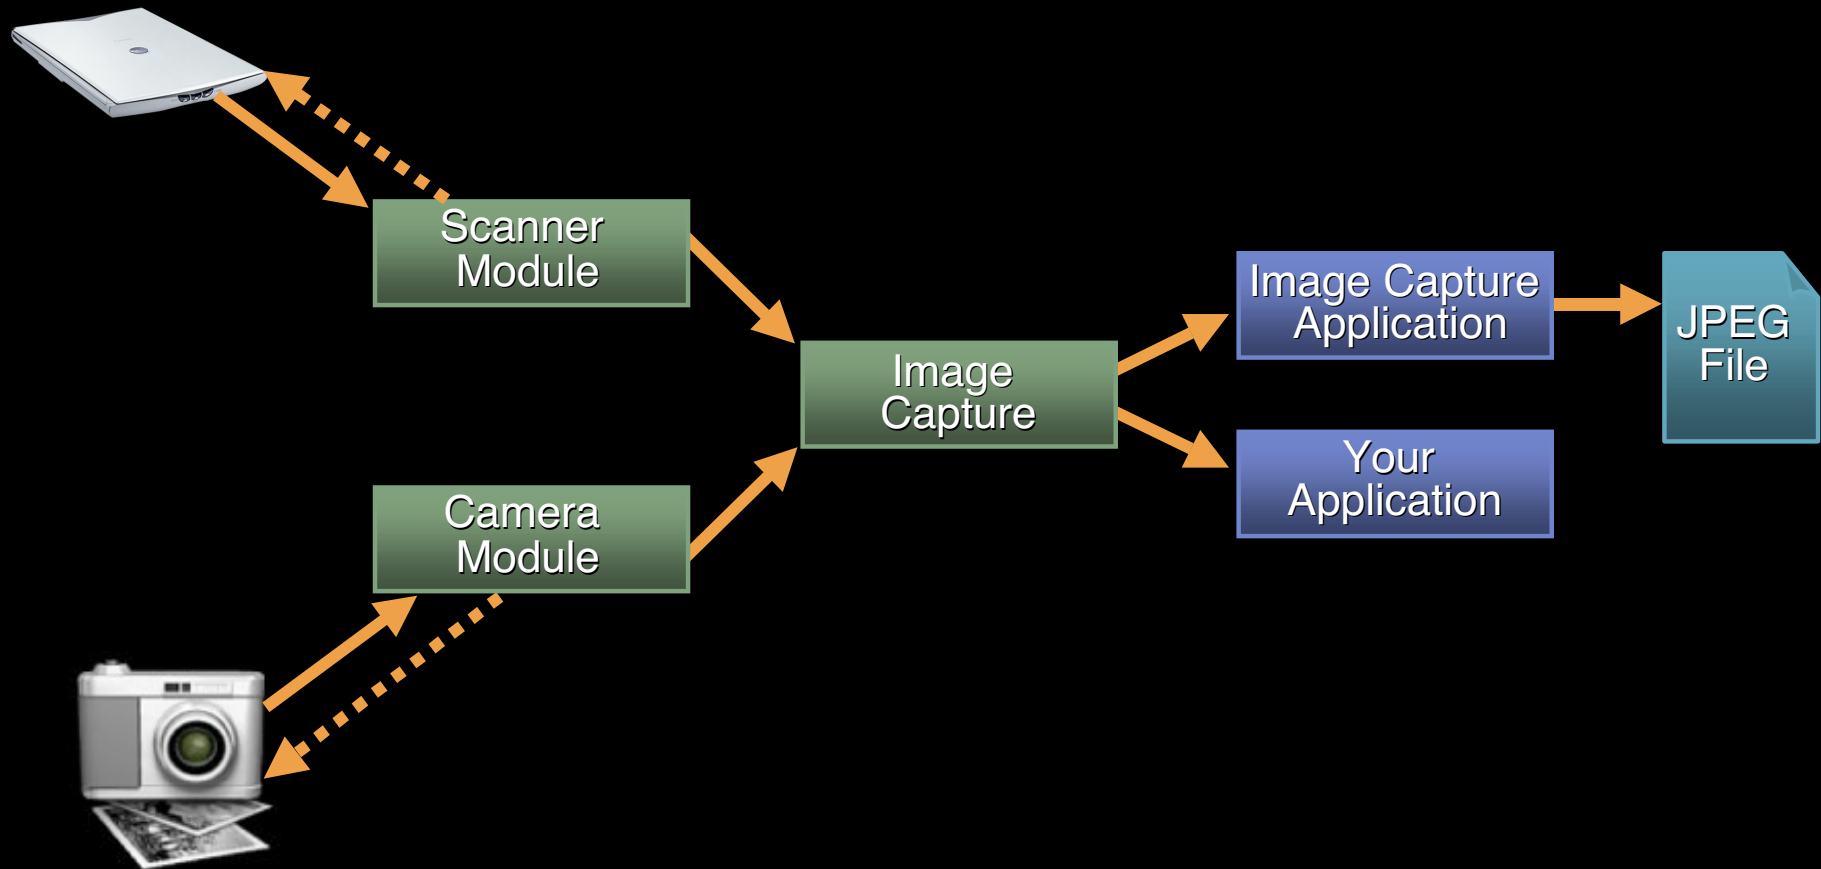 Scanner
Module
Image Capture
Application
JPEG
File
Image
Capture
Your
Application
Camera
Module